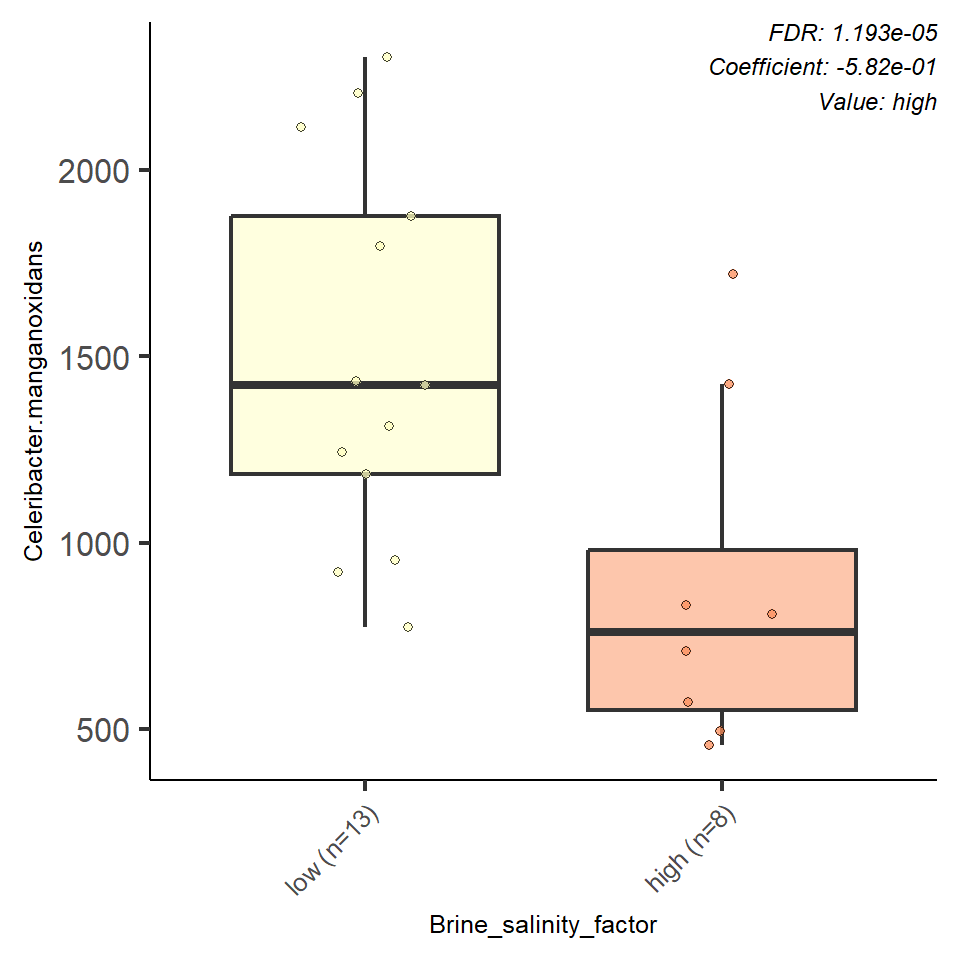 FDR: 1.193e-05
Coefficient: -5.82e-01
Value: high
Celeribacter.manganoxidans
2000
1500
1000
500
low (n=13)
high (n=8)
Brine_salinity_factor